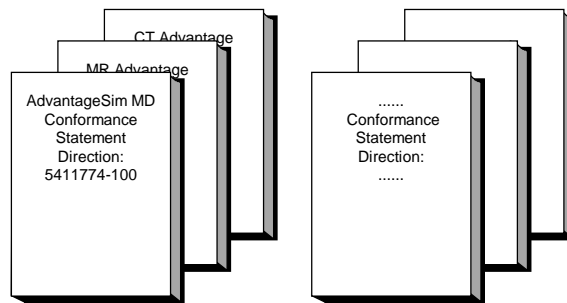 CT Advantage
MR Advantage
AdvantageSim MD
Conformance
Statement
Direction:
5411774-100
......
Conformance
Statement
Direction:
......